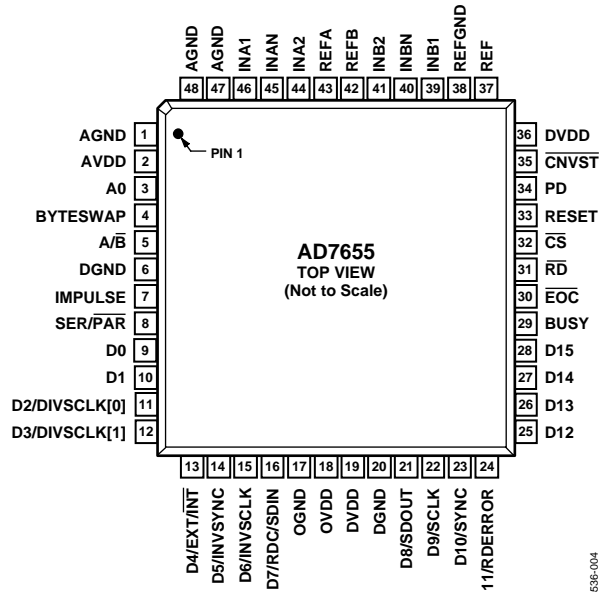 AGND
AGND
INA1
INAN
INA2
REFA
REFB
INB2
INBN
INB1
REFGND
REF
48
47
46
45
44
43
42
41
40
39
38
37
AGND 1
AVDD 2
A0 3
BYTESWAP 4
A/B̅ 5
DGND 6
IMPULSE 7
SER/P̅A̅R̅ 8
D0 9
D1 10
D2/DIVSCLK[0] 11
D3/DIVSCLK[1] 12
PIN 1
AD7655
TOP VIEW
(Not to Scale)
36 DVDD
35 C̅N̅V̅S̅T̅
34 PD
33 RESET
32 C̅S̅
31 R̅D̅
30 E̅O̅C̅
29 BUSY
28 D15
27 D14
26 D13
25 D12
13
14
15
16
17
18
19
20
21
22
23
24
D4/EXT/I̅N̅T̅
D5/INVSYNC
D6/INVSCLK
D7/RDC/SDIN
OGND
OVDD
DVDD
DGND
D8/SDOUT
D9/SCLK
D10/SYNC
11/RDERROR
536-004